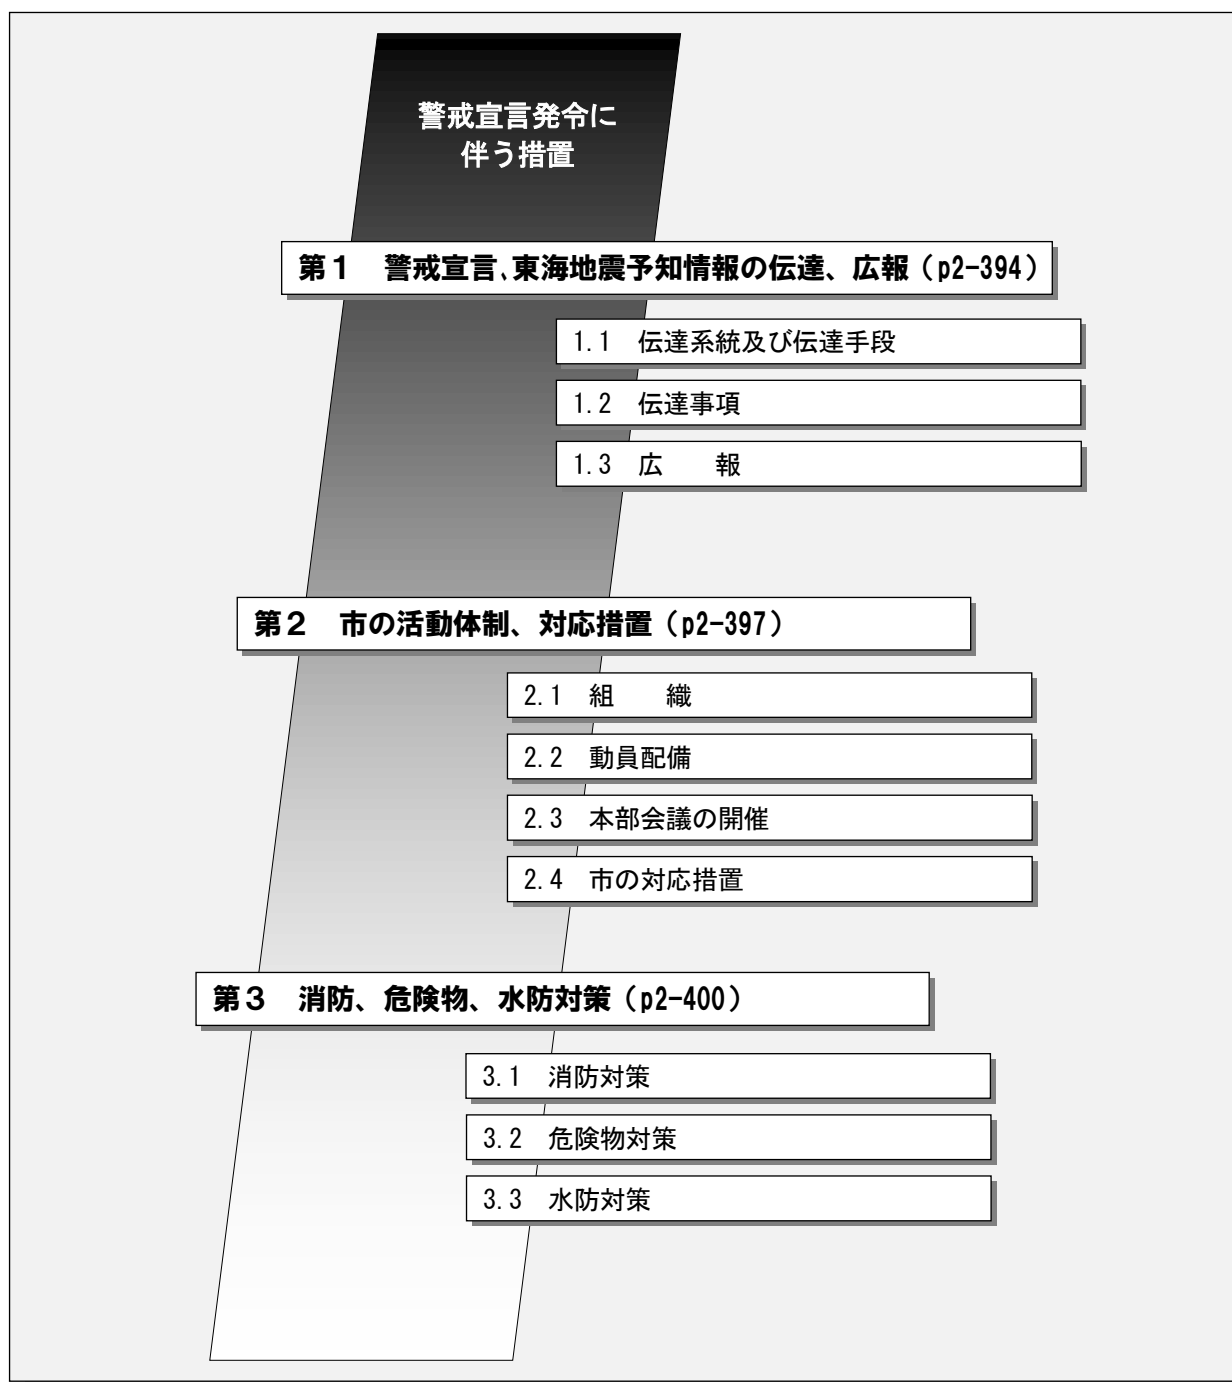 警戒宣言発令に
伴う措置
第１　警戒宣言、東海地震予知情報の伝達、広報（p2-394）
1.1　伝達系統及び伝達手段
1.2　伝達事項
1.3　広　　報
第２　市の活動体制、対応措置（p2-397）
2.1　組　　織
2.2　動員配備
2.3　本部会議の開催
2.4　市の対応措置
第３　消防、危険物、水防対策（p2-400）
3.1　消防対策
3.2　危険物対策
3.3　水防対策